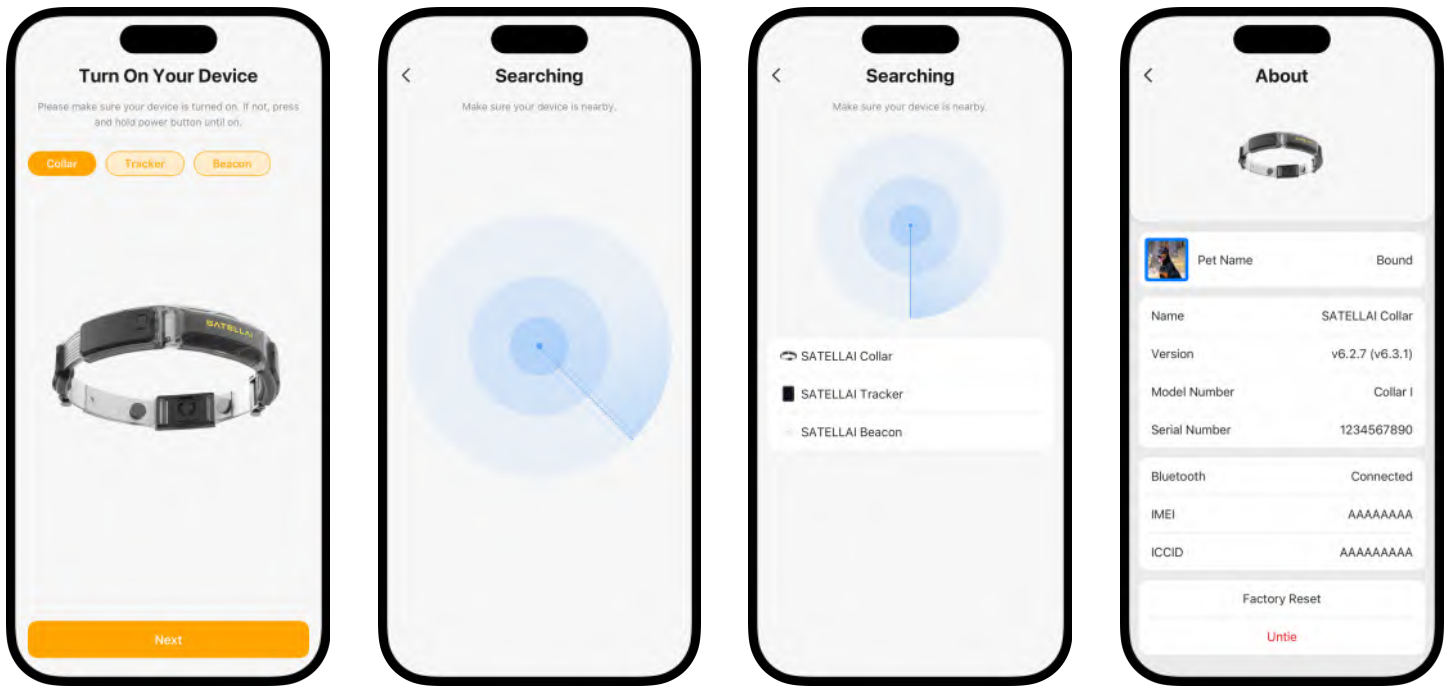 Turn On Your Device
Please make sure your device is turned on. If not, press
and hold power button until on.
Collar
Tracker
Beacon
SATELLAI
Next
Searching
Make sure your device is nearby.
Searching
Make sure your device is nearby.
SATELLAI Collar
SATELLAI Tracker
SATELLAI Beacon
About
SATELLAI
Pet Name Bound
Name SATELLAI Collar
Version v6.2.7 (v6.3.1)
Model Number Collar I
Serial Number 1234567890
Bluetooth Connected
IMEI AAAAAAAA
ICCID AAAAAAAAA
Factory Reset
Untie